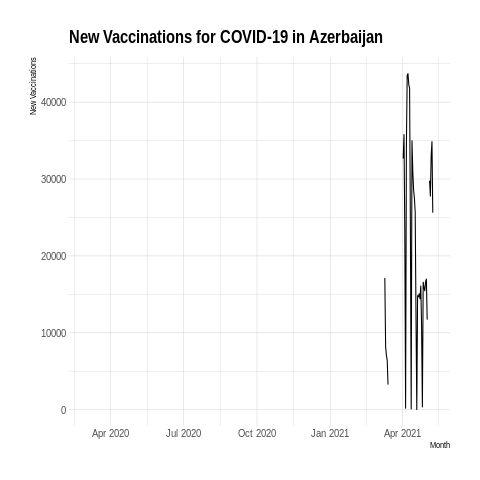 New Vaccinations for COVID-19 in Azerbaijan
New Vaccinations
40000
30000
20000
10000
0
Apr 2020 Jul 2020 Oct 2020 Jan 2021 Apr 2021
Month